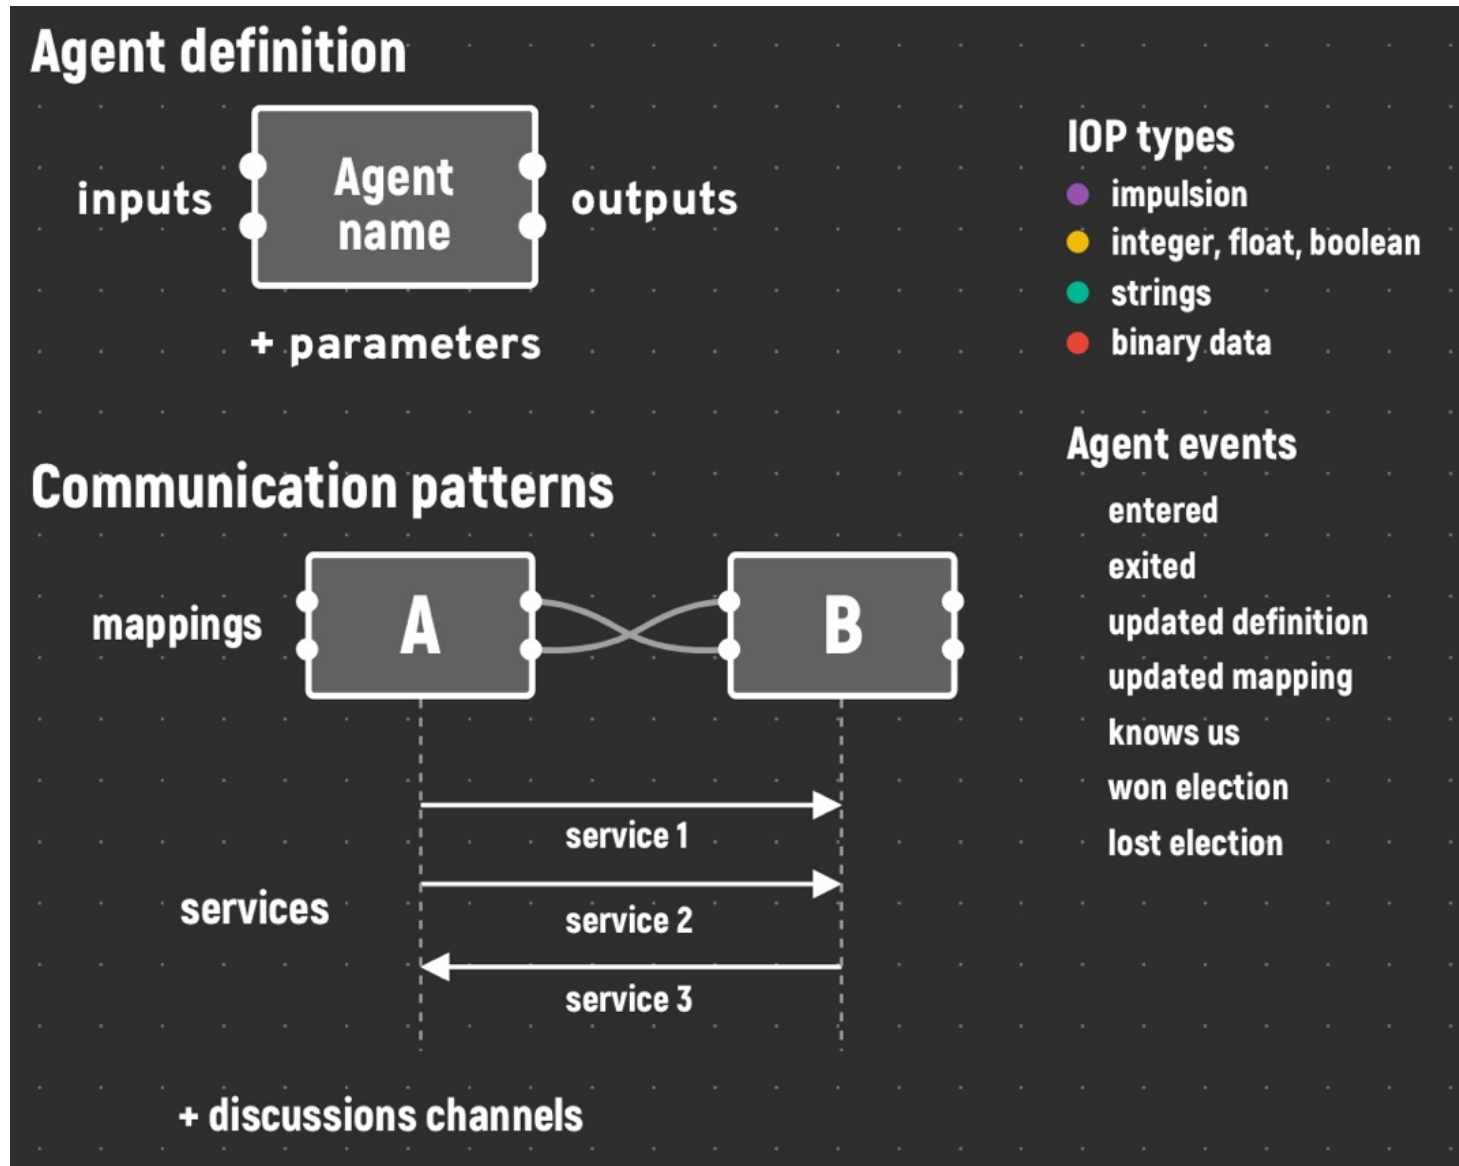 Agent definition
inputs
Agent
name
outputs
+ parameters
IOP types
impulsion
integer, float, boolean
strings
binary data
Communication patterns
mappings
A
B
services
service 1
service 2
service 3
+ discussions channels
Agent events
entered
exited
updated definition
updated mapping
knows us
won election
lost election